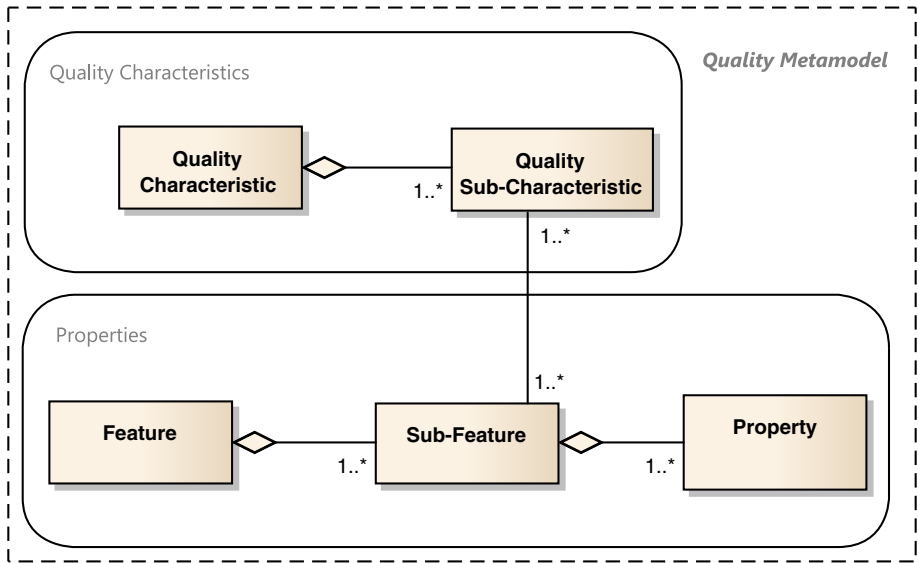 Quality Metamodel
Quality Characteristics
Quality
Characteristic
1..*
Quality
Sub-Characteristic
1..*
Properties
1..*
Feature
1..*
Sub-Feature
1..*
Property